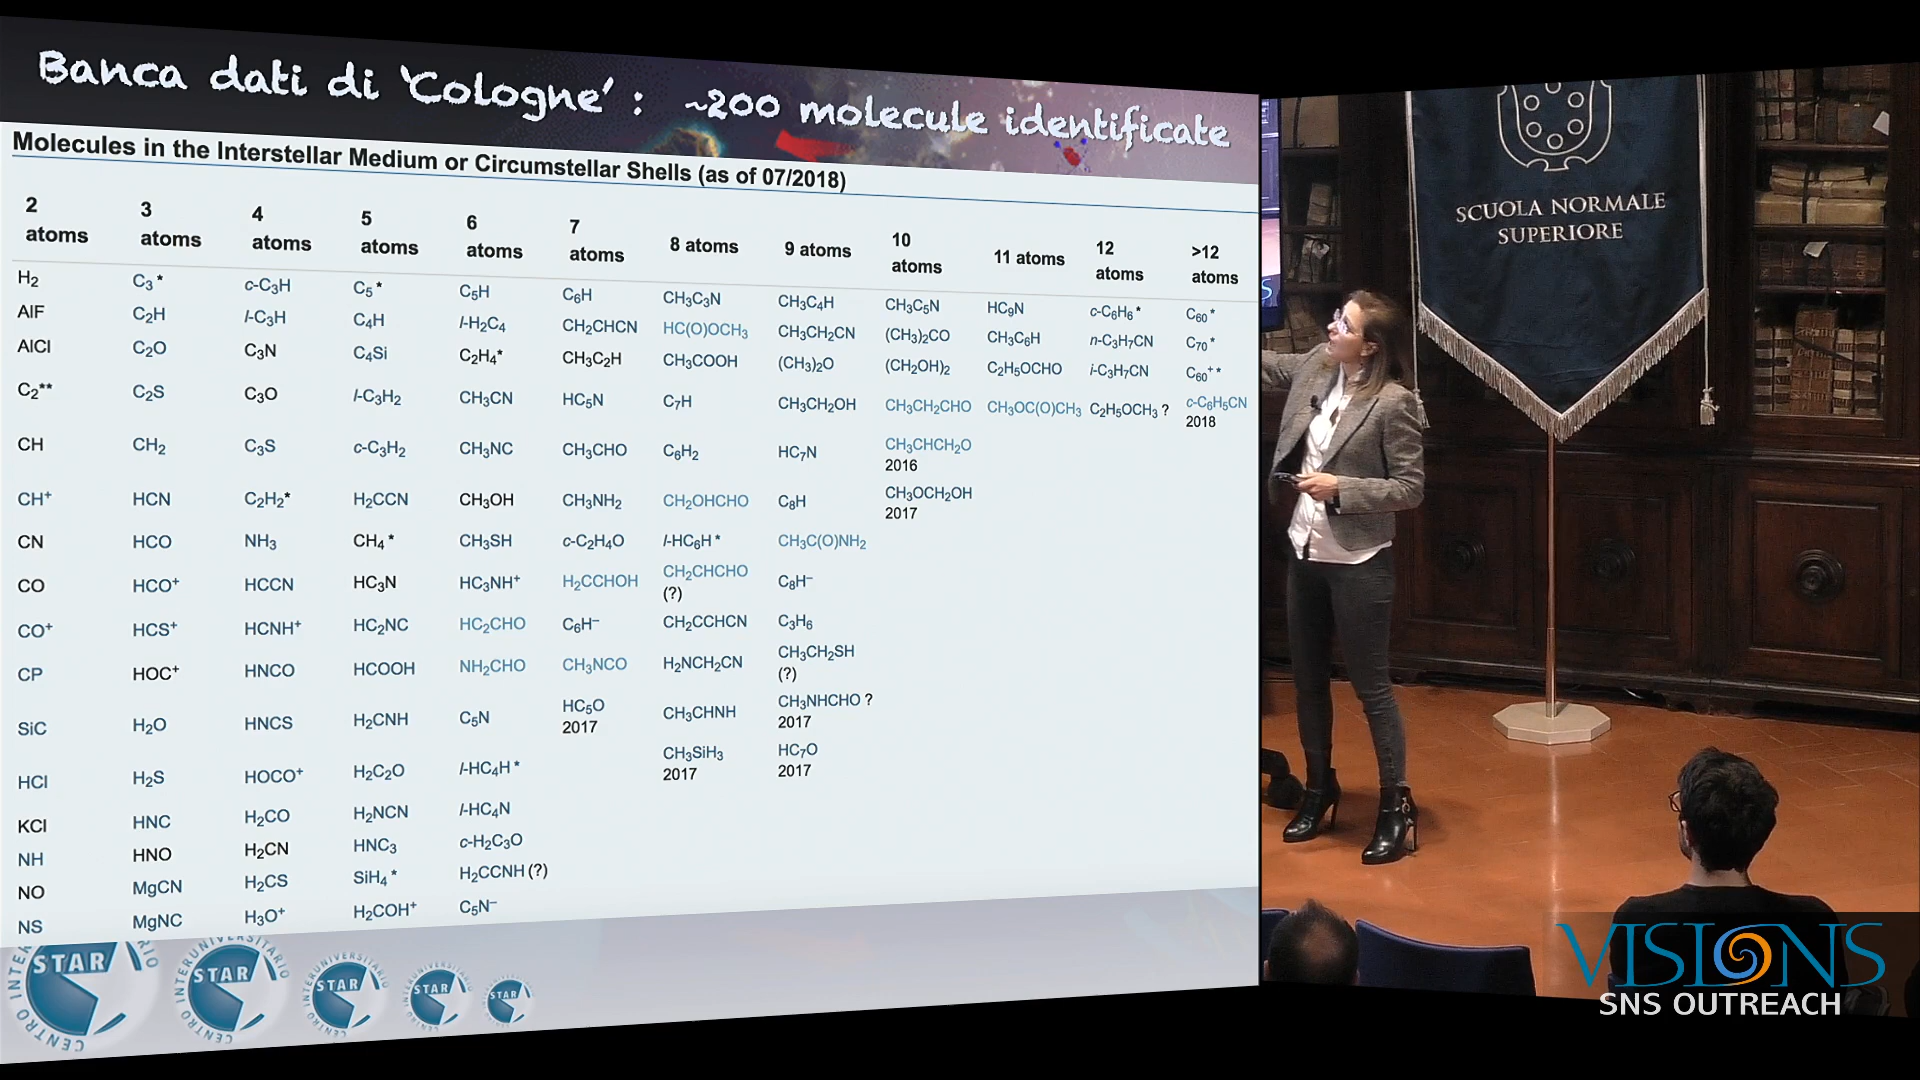 Banca dati di 'Cologne' : ~200 molecule identificate
Molecules in the Interstellar Medium or Circumstellar Shells (as of 07/2018)
2 atoms 3 atoms 4 atoms 5 atoms 6 atoms 7 atoms 8 atoms 9 atoms 10 atoms 11 atoms 12 atoms >12 atoms
H2 C3 * c-C3H C5 * C5H C6H CH3C3N CH3C4H CH3C5N HC9N c-C6H6 * C60 *
AlF C2H l-C3H C4H l-H2C4 CH2CHCN HC(O)OCH3 CH3CH2CN (CH3)2CO CH3C6H n-C3H7CN C70 *
AlCl C2O C3N C4Si C2H4* CH3C2H CH3COOH (CH3)2O (CH2OH)2 C2H5OCHO i-C3H7CN C60+ *
C2** C2S C3O l-C3H2 CH3CN HC5N C7H CH3CH2OH CH3CH2CHO CH3OC(O)CH3 C2H5OCH3 ? c-C6H5CN 2018
CH CH2 C3S c-C3H2 CH3NC CH3CHO C6H2 HC7N CH3CHCH2O 2016
CH+ HCN C2H2* H2CCN CH3OH CH3NH2 CH2OHCHO C8H CH3OCH2OH 2017
CN HCO NH3 CH4 * CH3SH c-C2H4O l-HC6H * CH3C(O)NH2
CO HCO+ HCCN HC3N HC3NH+ H2CCHOH CH2CHCHO (?) C8H–
CO+ HCS+ HCNH+ HC2NC HC2CHO C6H– CH2CCHCN C3H6
CP HOC+ HNCO HCOOH NH2CHO CH3NCO H2NCH2CN CH3CH2SH (?)
SiC H2O HNCS H2CNH C5N HC5O 2017 CH3CHNH CH3NHCHO ? 2017
HCl H2S HOCO+ H2C2O l-HC4H * CH3SiH3 2017 HC7O 2017
KCl HNC H2CO H2NCN l-HC4N
NH HNO H2CN HNC3 c-H2C3O
NO MgCN H2CS SiH4 * H2CCNH (?)
NS MgNC H3O+ H2COH+ C5N–
STAR STAR STAR STAR STAR
CENTRO INTERUNIVERSITARIO
SCUOLA NORMALE
SUPERIORE
VISIONS
SNS OUTREACH